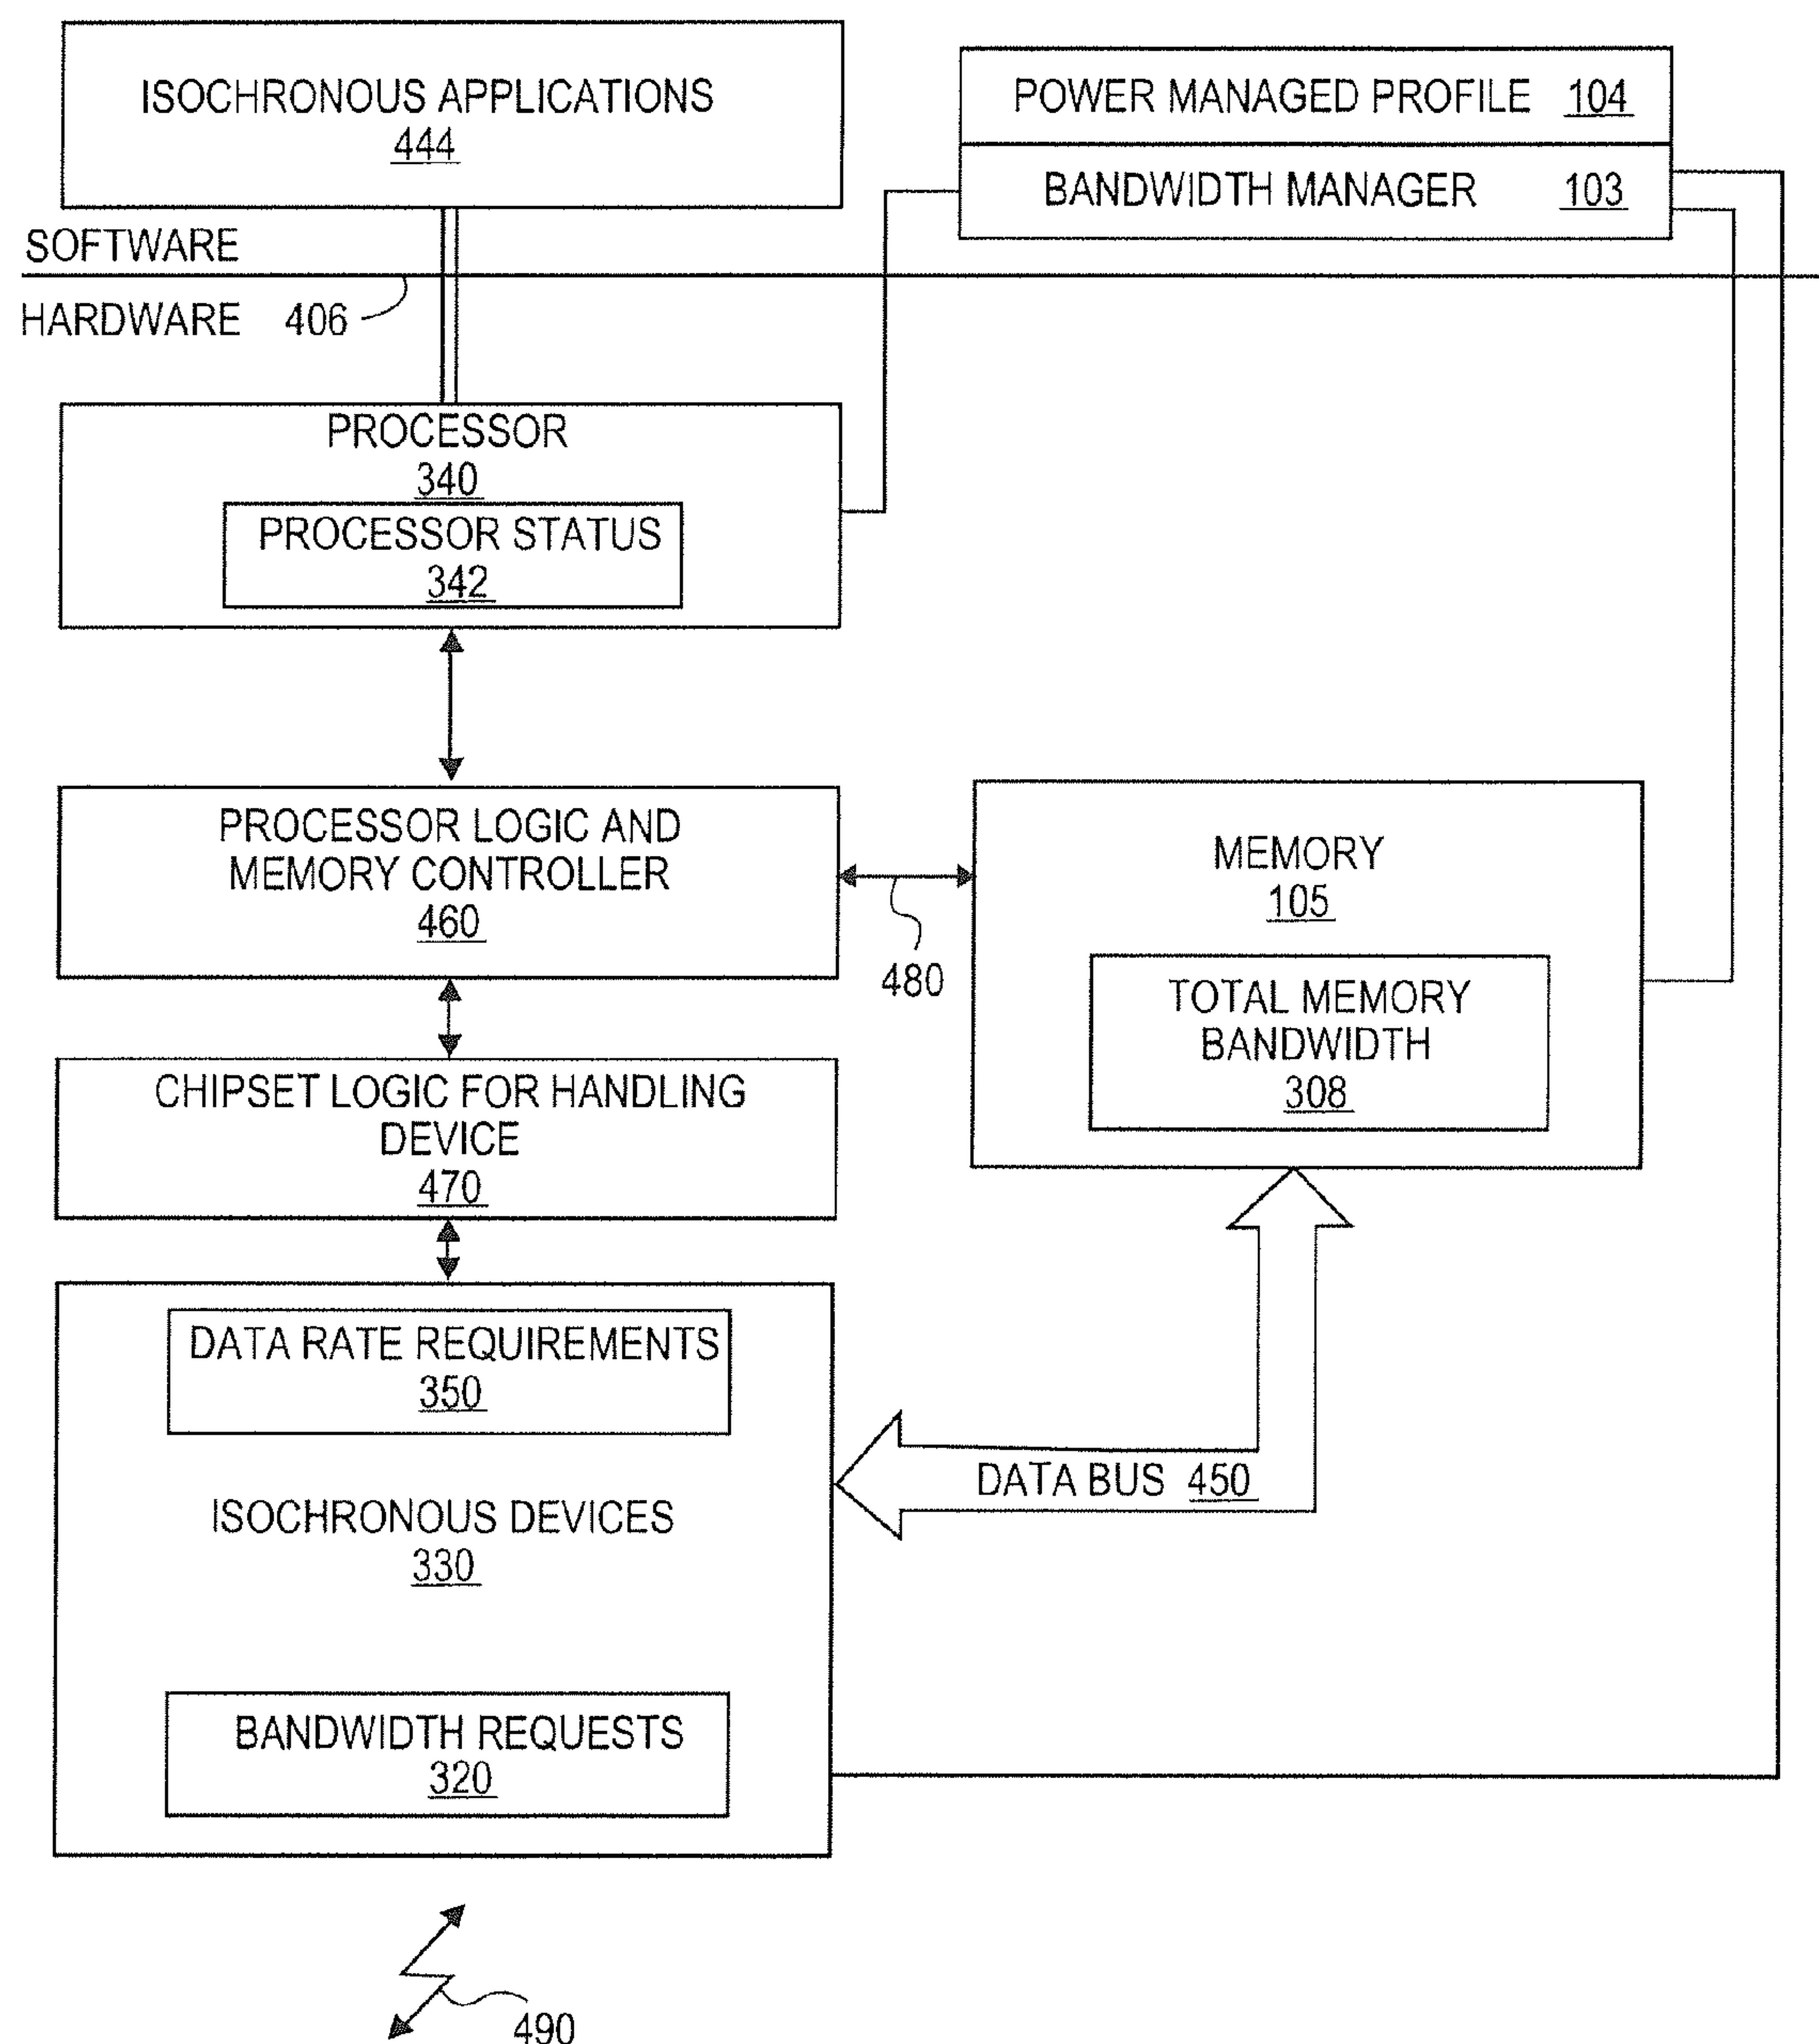 ISOCHRONOUS APPLICATIONS
444
POWER MANAGED PROFILE 104
BANDWIDTH MANAGER 103
SOFTWARE
HARDWARE 406
PROCESSOR
340
PROCESSOR STATUS
342
PROCESSOR LOGIC AND
MEMORY CONTROLLER
460
480
MEMORY
105
TOTAL MEMORY
BANDWIDTH
308
CHIPSET LOGIC FOR HANDLING
DEVICE
470
DATA RATE REQUIREMENTS
350
ISOCHRONOUS DEVICES
330
DATA BUS 450
BANDWIDTH REQUESTS
320
490